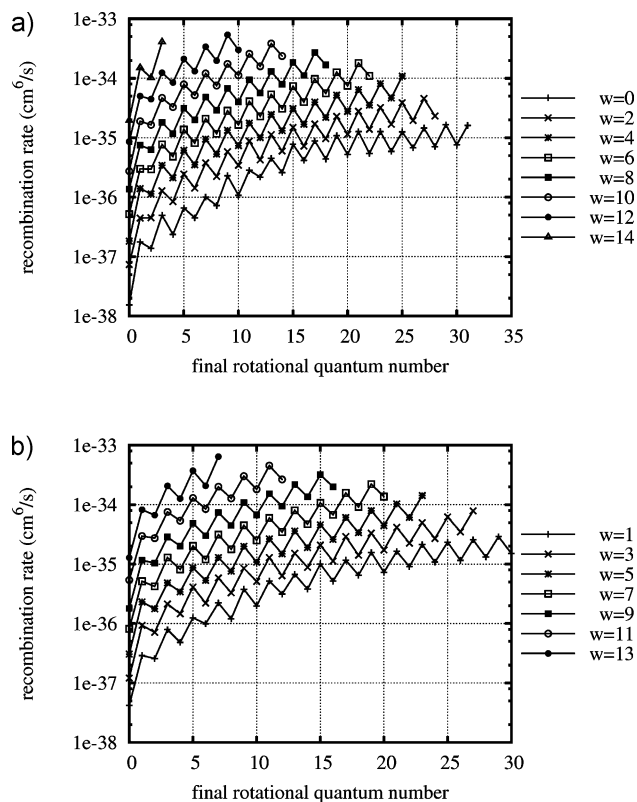 a)
1e-33
1e-34
1e-35
1e-36
1e-37
1e-38
recombination rate (cm⁶/s)
0 5 10 15 20 25 30 35
final rotational quantum number
w=0
w=2
w=4
w=6
w=8
w=10
w=12
w=14
b)
1e-33
1e-34
1e-35
1e-36
1e-37
1e-38
recombination rate (cm⁶/s)
0 5 10 15 20 25 30
final rotational quantum number
w=1
w=3
w=5
w=7
w=9
w=11
w=13